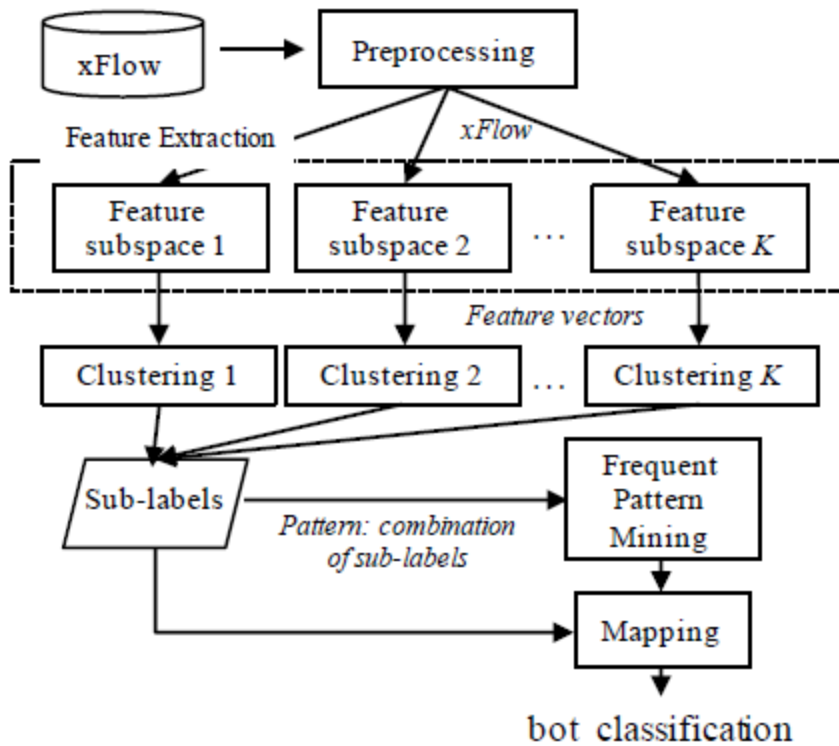 xFlow
Preprocessing
Feature Extraction
xFlow
Feature
subspace 1
Feature
subspace 2
...
Feature
subspace K
Feature vectors
Clustering 1
Clustering 2
...
Clustering K
Sub-labels
Pattern: combination
of sub-labels
Frequent
Pattern
Mining
Mapping
bot classification